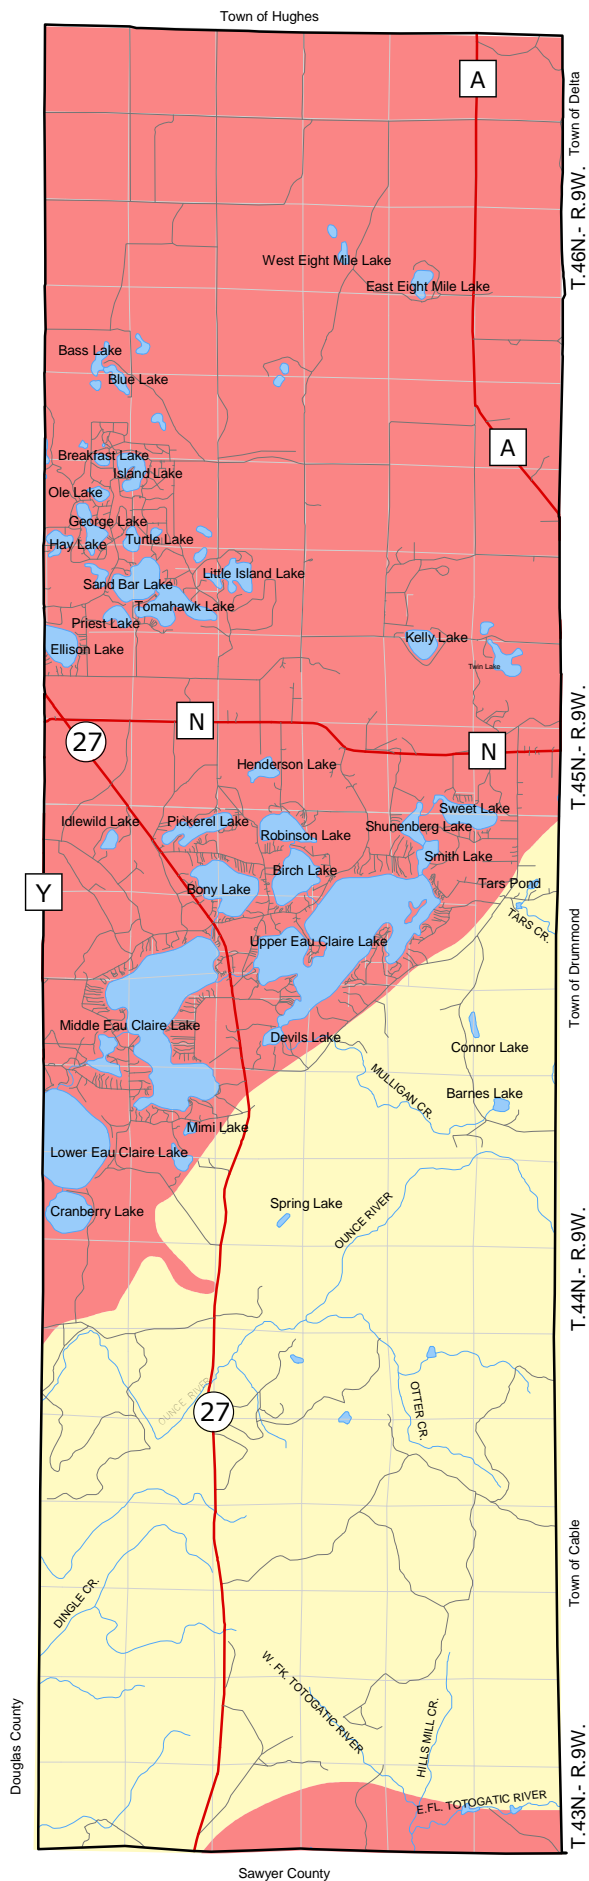 Town of Hughes
A
Town of Delta
T.46N.- R.9W.
West Eight Mile Lake
East Eight Mile Lake
Bass Lake
Blue Lake
A
Breakfast Lake
Island Lake
Ole Lake
George Lake
Hay Lake
Turtle Lake
Little Island Lake
Sand Bar Lake
Tomahawk Lake
Priest Lake
Ellison Lake
Kelly Lake
Twin Lake
T.45N.- R.9W.
N
27
N
Henderson Lake
Idlewild Lake
Pickerel Lake
Robinson Lake
Shunenberg Lake
Sweet Lake
Smith Lake
Birch Lake
Bony Lake
Tars Pond
Y
TARS CR.
Upper Eau Claire Lake
Town of Drummond
Middle Eau Claire Lake
Devils Lake
Connor Lake
MULLIGAN CR.
Barnes Lake
Mimi Lake
Lower Eau Claire Lake
Cranberry Lake
Spring Lake
OUNCE RIVER
T.44N.- R.9W.
OUNCE RIVER
27
OTTER CR.
Town of Cable
DINGLE CR.
W. FK. TOTOGATIC RIVER
HILLS MILL CR.
Douglas County
E.FL. TOTOGATIC RIVER
T.43N.- R.9W.
Sawyer County